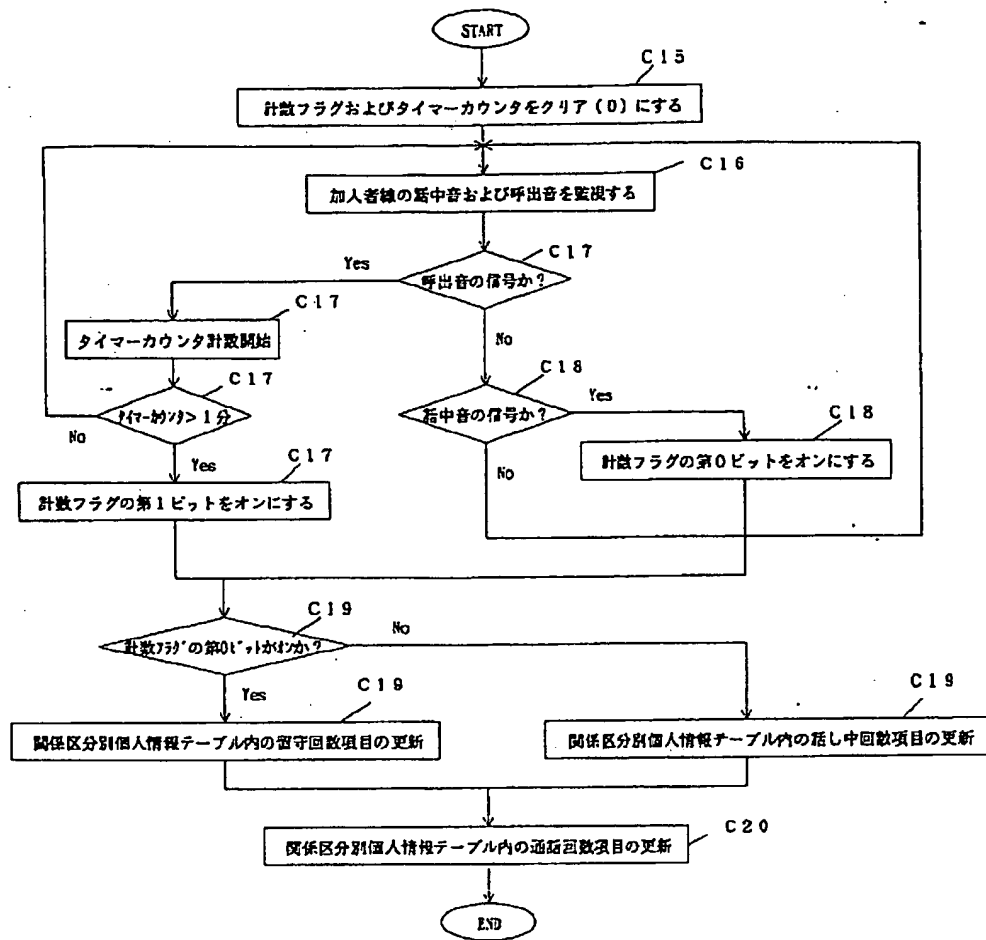 START
C15
計数フラグおよびタイマーカウンタをクリア（0）にする
C16
加入者線の話中音および呼出音を監視する
C17
Yes
呼出音の信号か？
C17
タイマーカウンタ計数開始
No
C17
C18
ﾀｲﾏｰｶｳﾝﾀ＞1分
話中音の信号か？
Yes
C18
No
C17
Yes
No
計数フラグの第0ビットをオンにする
計数フラグの第1ビットをオンにする
C19
計数ﾌﾗｸﾞの第0ﾋﾞｯﾄがｵﾝか？
No
C19
Yes
C19
関係区分別個人情報テーブル内の留守回数項目の更新
関係区分別個人情報テーブル内の話し中回数項目の更新
C20
関係区分別個人情報テーブル内の通話回数項目の更新
END